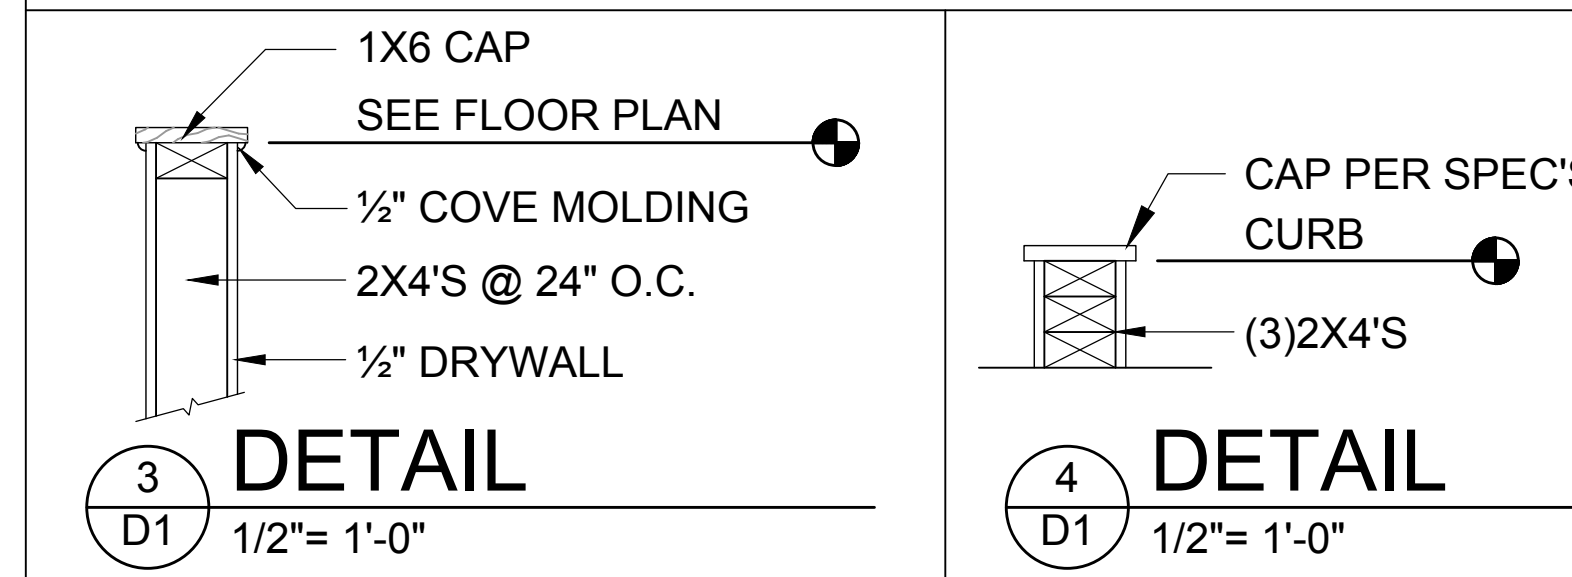 1X6 CAP
SEE FLOOR PLAN
½" COVE MOLDING
2X4'S @ 24" O.C.
½" DRYWALL
3
D1
DETAIL
1/2"= 1'-0"
CAP PER SPEC'S
CURB
(3)2X4'S
4
D1
DETAIL
1/2"= 1'-0"